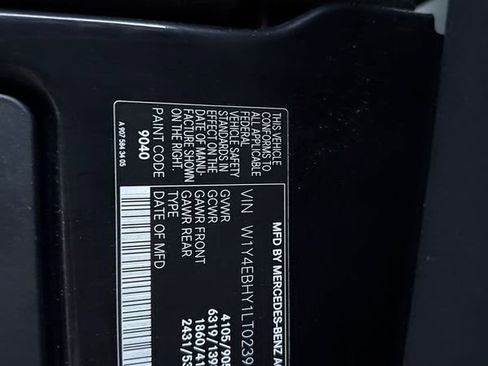 MFD BY MERCEDES-BENZ A
VIN W1Y4EBHY1LT0239
GVWR 4105/905
GCWR 6319/139
GAWR FRONT 1860/41
GAWR REAR 2431/53
TYPE
DATE OF MFD
THIS VEHICLE
ALL APPLICABLE
FEDERAL
VEHICLE SAFETY
STANDARDS IN
EFFECT ON THE
DATE OF MANU-
FACTURE SHOWN
ON THE RIGHT.
PAINT CODE
9040
A 907 584 34 05